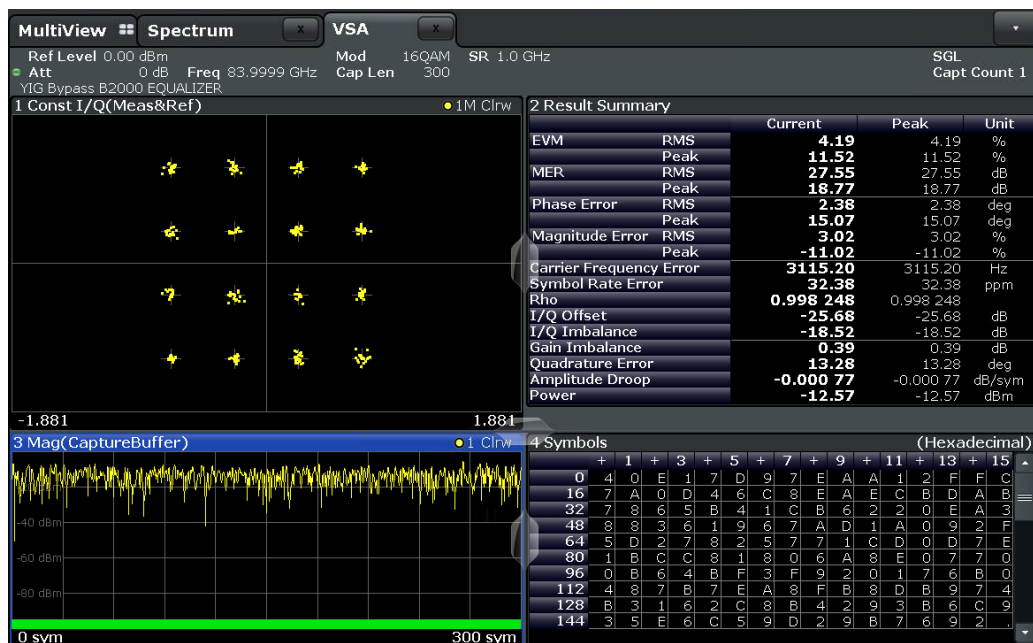 MultiView Spectrum x VSA x
Ref Level 0.00 dBm Mod 16QAM SR 1.0 GHz SGL
Att 0 dB Freq 83.9999 GHz Cap Len 300 Capt Count 1
YIG Bypass B2000 EQUALIZER
1 Const I/Q(Meas&Ref) 1M Clrw
-1.881 1.881
2 Result Summary
Current Peak Unit
EVM RMS 4.19 4.19 %
Peak 11.52 11.52 %
MER RMS 27.55 27.55 dB
Peak 18.77 18.77 dB
Phase Error RMS 2.38 2.38 deg
Peak 15.07 15.07 deg
Magnitude Error RMS 3.02 3.02 %
Peak -11.02 -11.02 %
Carrier Frequency Error 3115.20 3115.20 Hz
Symbol Rate Error 32.38 32.38 ppm
Rho 0.998 248 0.998 248
I/Q Offset -25.68 -25.68 dB
I/Q Imbalance -18.52 -18.52 dB
Gain Imbalance 0.39 0.39 dB
Quadrature Error 13.28 13.28 deg
Amplitude Droop -0.000 77 -0.000 77 dB/sym
Power -12.57 -12.57 dBm
3 Mag(CaptureBuffer) 1 Clrw
-40 dBm
-60 dBm
-80 dBm
0 sym 300 sym
4 Symbols (Hexadecimal)
+ 1 + 3 + 5 + 7 + 9 + 11 + 13 + 15
0 4 0 E 1 7 D 9 7 E A A 1 2 F F C
16 7 A 0 D 4 6 C 8 E A E C B D A B
32 7 8 6 5 B 4 1 C B 6 2 2 0 E A 3
48 8 8 3 6 1 9 6 7 A D 1 A 0 9 2 F
64 5 D 2 7 8 2 5 7 7 1 C D 0 D 7 E
80 1 B C C 8 1 8 0 6 A 8 E 0 7 7 0
96 0 B 6 4 B F 3 F 9 2 0 1 7 6 B 0
112 4 8 7 B 7 E A 8 F B 8 D B 9 7 4
128 B 3 1 6 2 C 8 B 4 2 9 3 B 6 C 9
144 3 5 E 6 C 5 9 D 2 9 B 7 6 9 2 .